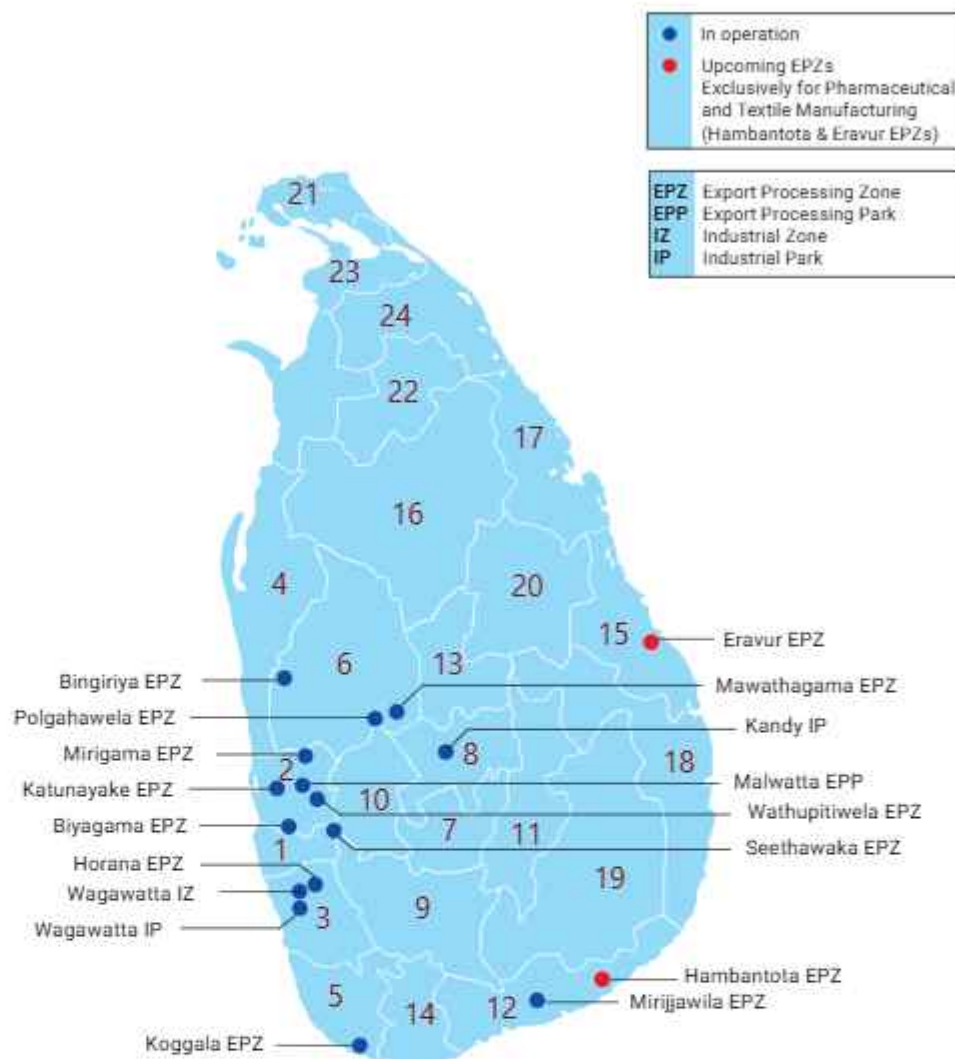 In operation
Upcoming EPZs
Exclusively for Pharmaceutical
and Textile Manufacturing
(Hambantota & Eravur EPZs)
EPZ Export Processing Zone
EPP Export Processing Park
IZ Industrial Zone
IP Industrial Park
21
23
24
22
17
16
4
20
15
Eravur EPZ
6
13
Bingiriya EPZ
Mawathagama EPZ
Polgahawela EPZ
Kandy IP
Mirigama EPZ
8
18
2
Malwatta EPP
Katunayake EPZ
10
Wathupitiwela EPZ
Biyagama EPZ
7
11
Seethawaka EPZ
1
Horana EPZ
19
Wagawatta IZ
9
3
Wagawatta IP
Hambantota EPZ
5
14
12
Mirijjawila EPZ
Koggala EPZ